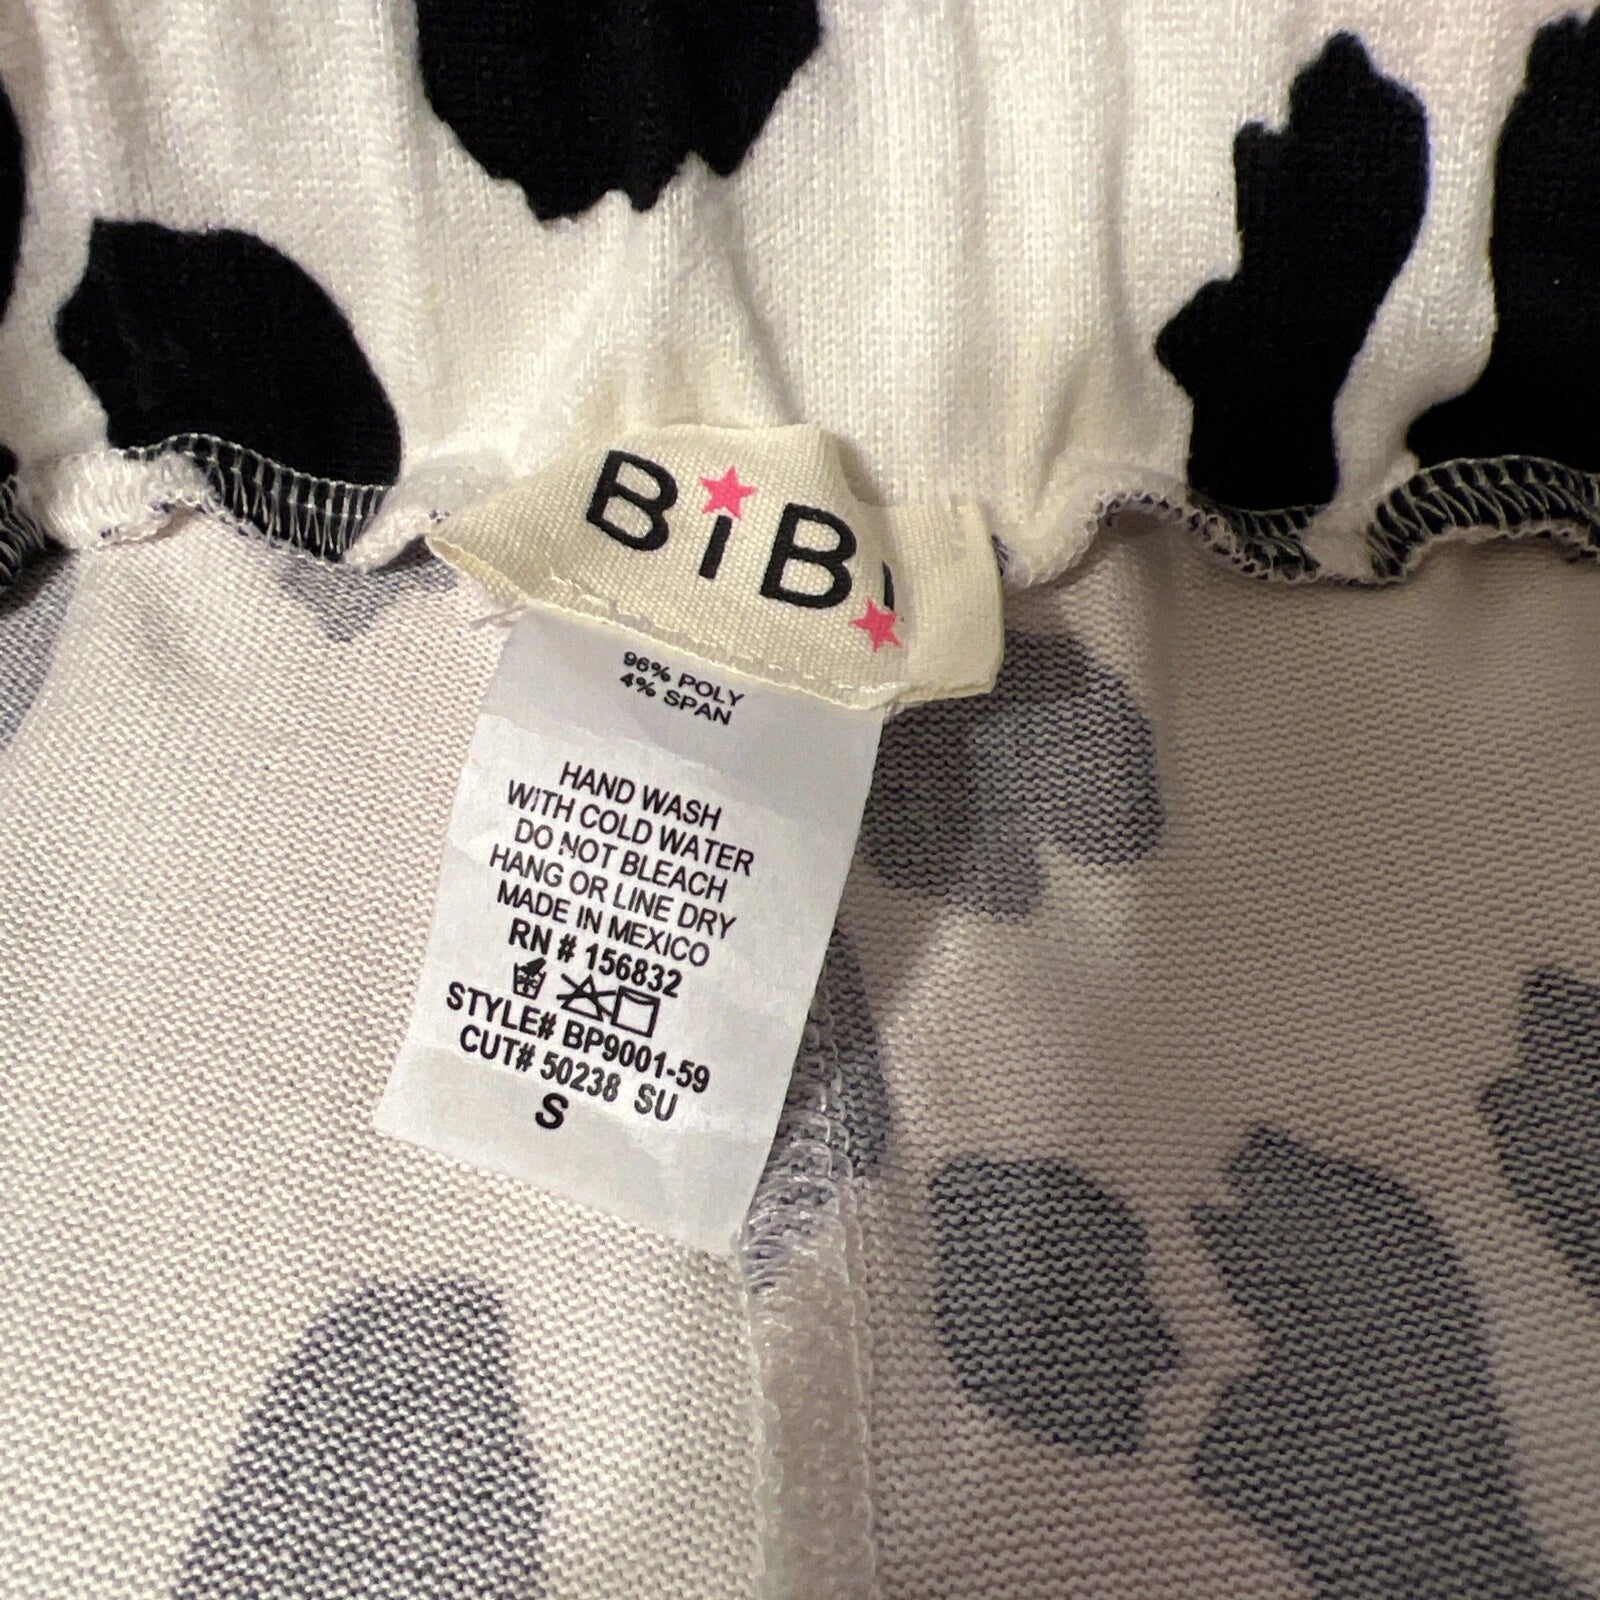 BiBi
96% POLY
4% SPAN
HAND WASH
WITH COLD WATER
DO NOT BLEACH
HANG OR LINE DRY
MADE IN MEXICO
RN # 156832
STYLE# BP9001-59
CUT# 50238 SU
S